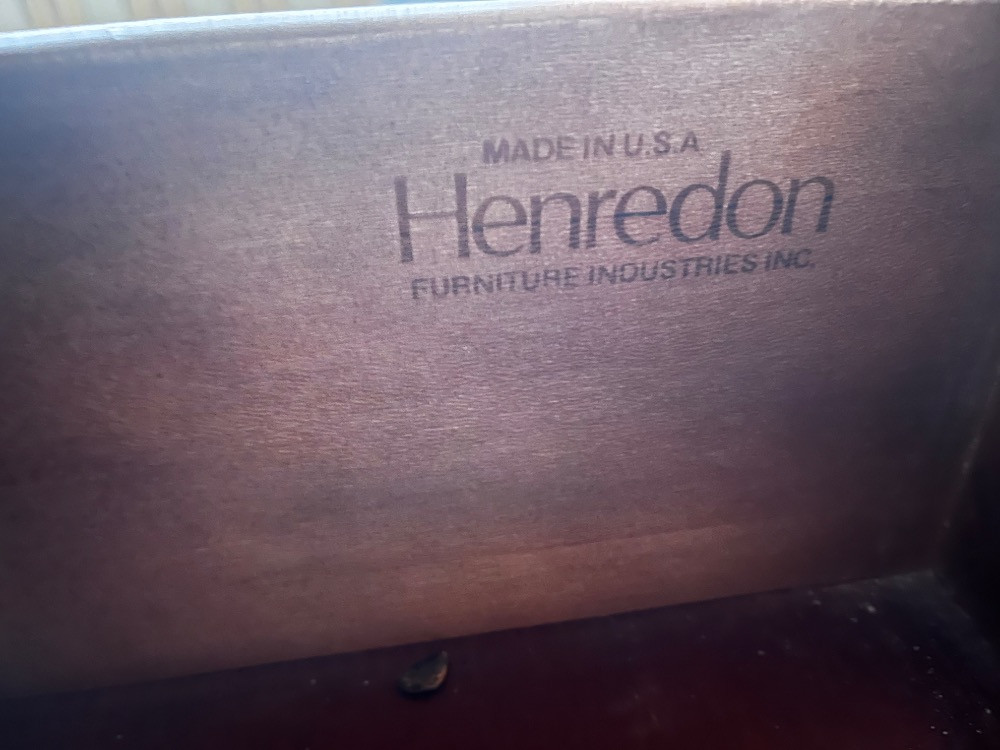 MADE IN U.S.A
Henredon
FURNITURE INDUSTRIES INC.